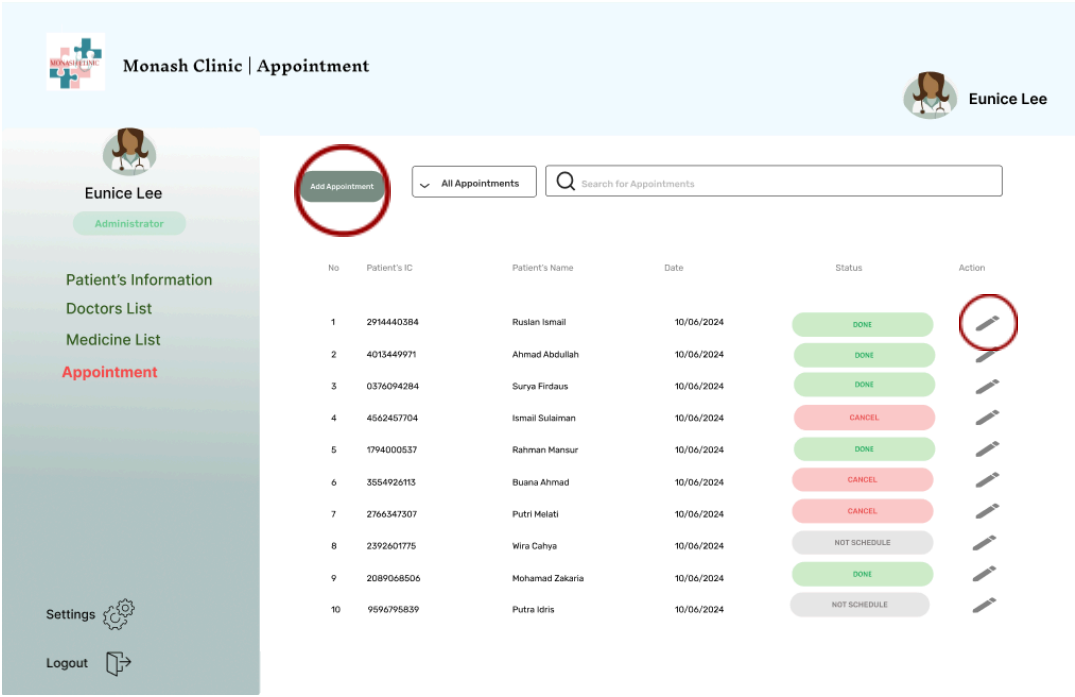 MONASH CLINIC
Monash Clinic | Appointment
Eunice Lee
Eunice Lee
Administrator
Patient's Information
Doctors List
Medicine List
Appointment
Settings
Logout
Add Appointment
All Appointments
Search for Appointments
No Patient's IC Patient's Name Date Status Action
1 2914440384 Ruslan Ismail 10/06/2024 DONE
2 4013449971 Ahmad Abdullah 10/06/2024 DONE
3 0376094284 Surya Firdaus 10/06/2024 DONE
4 4562457704 Ismail Sulaiman 10/06/2024 CANCEL
5 1794000537 Rahman Mansur 10/06/2024 DONE
6 3554926113 Buana Ahmad 10/06/2024 CANCEL
7 2766347307 Putri Melati 10/06/2024 CANCEL
8 2392601775 Wira Cahya 10/06/2024 NOT SCHEDULE
9 2089068506 Mohamad Zakaria 10/06/2024 DONE
10 9596795839 Putra Idris 10/06/2024 NOT SCHEDULE